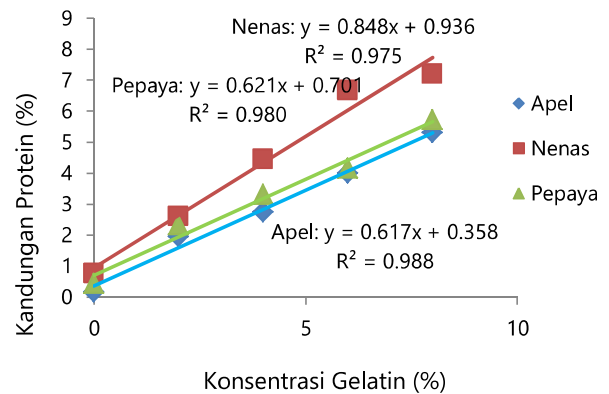 Nenas: y = 0.848x + 0.936
R² = 0.975
Pepaya: y = 0.621x + 0.701
R² = 0.980
Apel: y = 0.617x + 0.358
R² = 0.988
Kandungan Protein (%)
9
8
7
6
5
4
3
2
1
0
0
5
10
Konsentrasi Gelatin (%)
Apel
Nenas
Pepaya